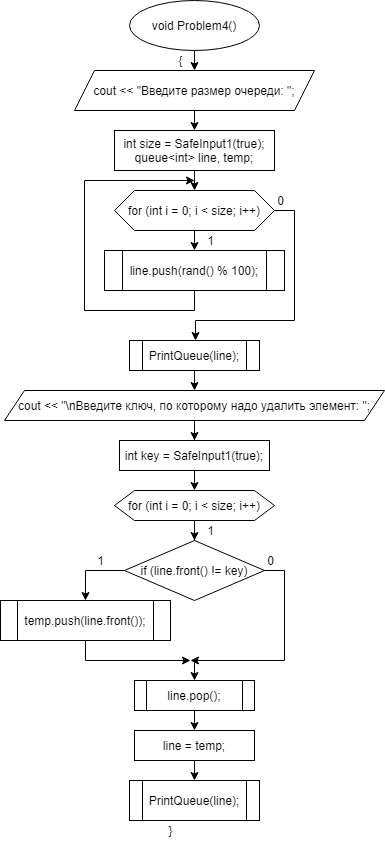 void Problem4()
{
cout << "Введите размер очереди: ";
int size = SafeInput1(true);
queue<int> line, temp;
for (int i = 0; i < size; i++)
0
1
line.push(rand() % 100);
PrintQueue(line);
cout << "\nВведите ключ, по которому надо удалить элемент: ";
int key = SafeInput1(true);
for (int i = 0; i < size; i++)
1
if (line.front() != key)
1
0
temp.push(line.front());
line.pop();
line = temp;
PrintQueue(line);
}